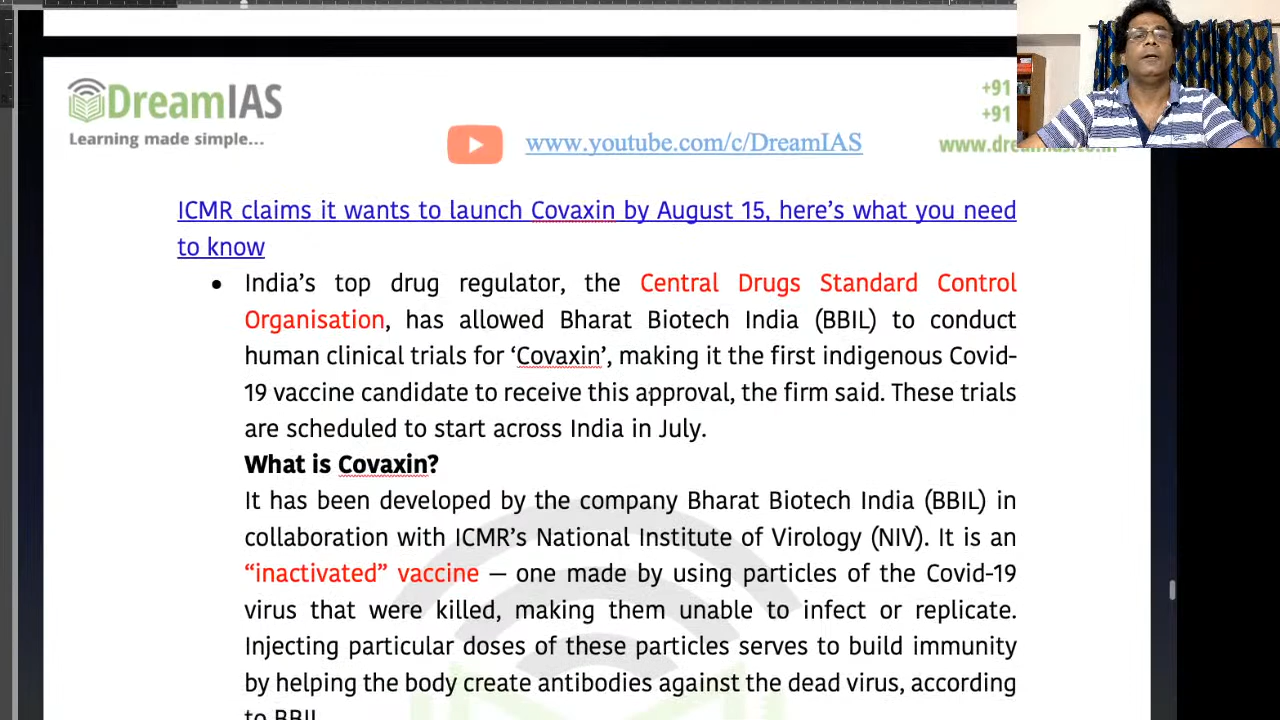 DreamIAS
Learning made simple...
www.youtube.com/c/DreamIAS
+91
+91
ICMR claims it wants to launch Covaxin by August 15, here’s what you need
to know
• India’s top drug regulator, the Central Drugs Standard Control
Organisation, has allowed Bharat Biotech India (BBIL) to conduct
human clinical trials for ‘Covaxin’, making it the first indigenous Covid-
19 vaccine candidate to receive this approval, the firm said. These trials
are scheduled to start across India in July.
What is Covaxin?
It has been developed by the company Bharat Biotech India (BBIL) in
collaboration with ICMR’s National Institute of Virology (NIV). It is an
“inactivated” vaccine — one made by using particles of the Covid-19
virus that were killed, making them unable to infect or replicate.
Injecting particular doses of these particles serves to build immunity
by helping the body create antibodies against the dead virus, according
to BBIL